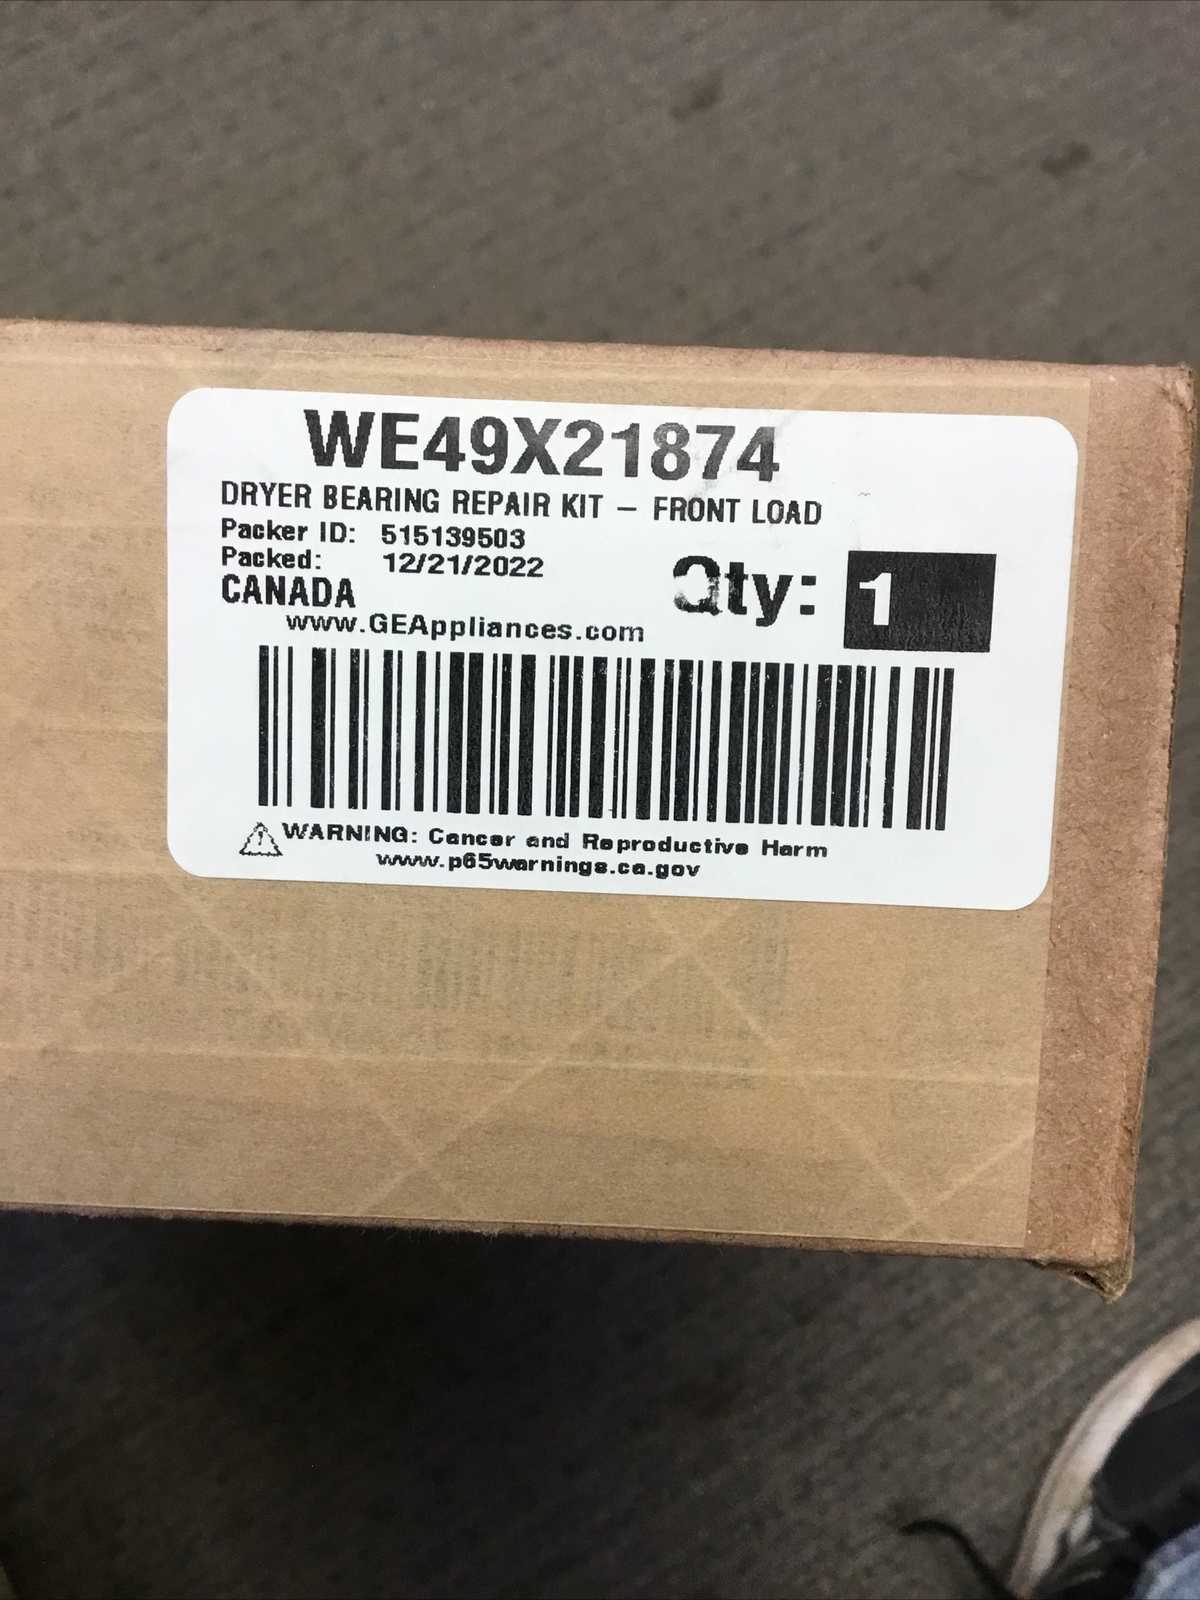 WE49X21874
DRYER BEARING REPAIR KIT – FRONT LOAD
Packer ID: 515139503
Packed: 12/21/2022
CANADA
Qty: 1
www.GEAppliances.com
WARNING: Cancer and Reproductive Harm
www.p65warnings.ca.gov